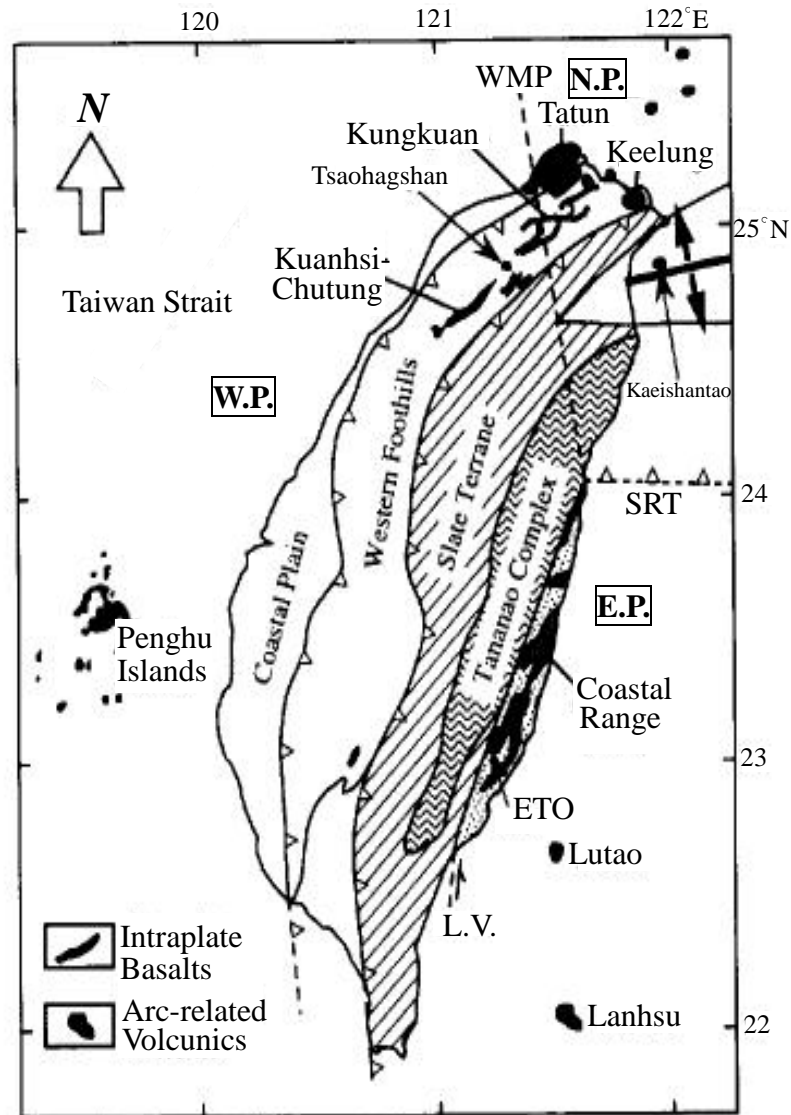 120
121
122°E
WMP
N.P.
Tatun
N
Kungkuan
Keelung
Tsaohagshan
25°N
Kuanhsi-
Chutung
Taiwan Strait
Kaeishantao
W.P.
Western Foothills
Slate Terrane
Tananao Complex
Coastal Plain
24
SRT
E.P.
Penghu
Islands
Coastal
Range
23
ETO
Lutao
L.V.
Intraplate
Basalts
Arc-related
Volcunics
Lanhsu
22